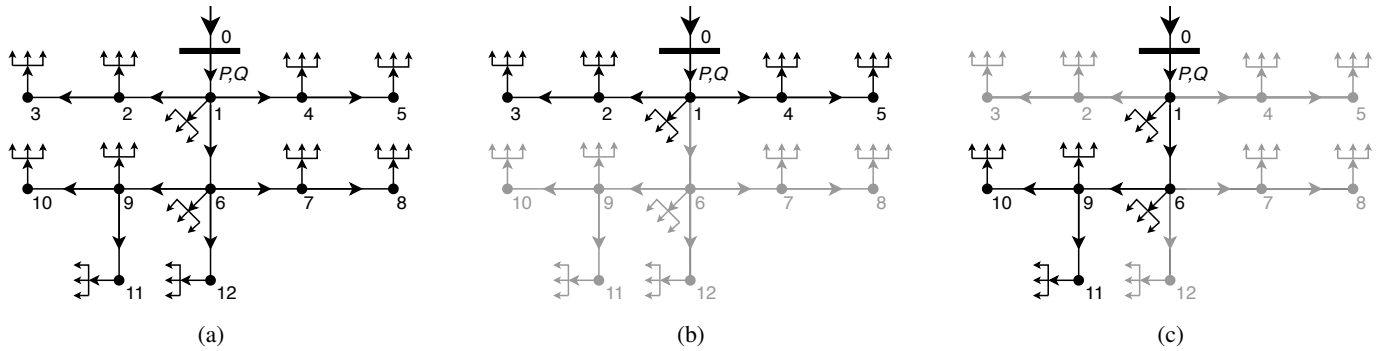 0 0 0
P,Q P,Q P,Q
3 2 1 4 5 3 2 1 4 5 3 2 1 4 5
10 9 6 7 8 10 9 6 7 8 10 9 6 7 8
11 12 11 12 11 12
(a) (b) (c)